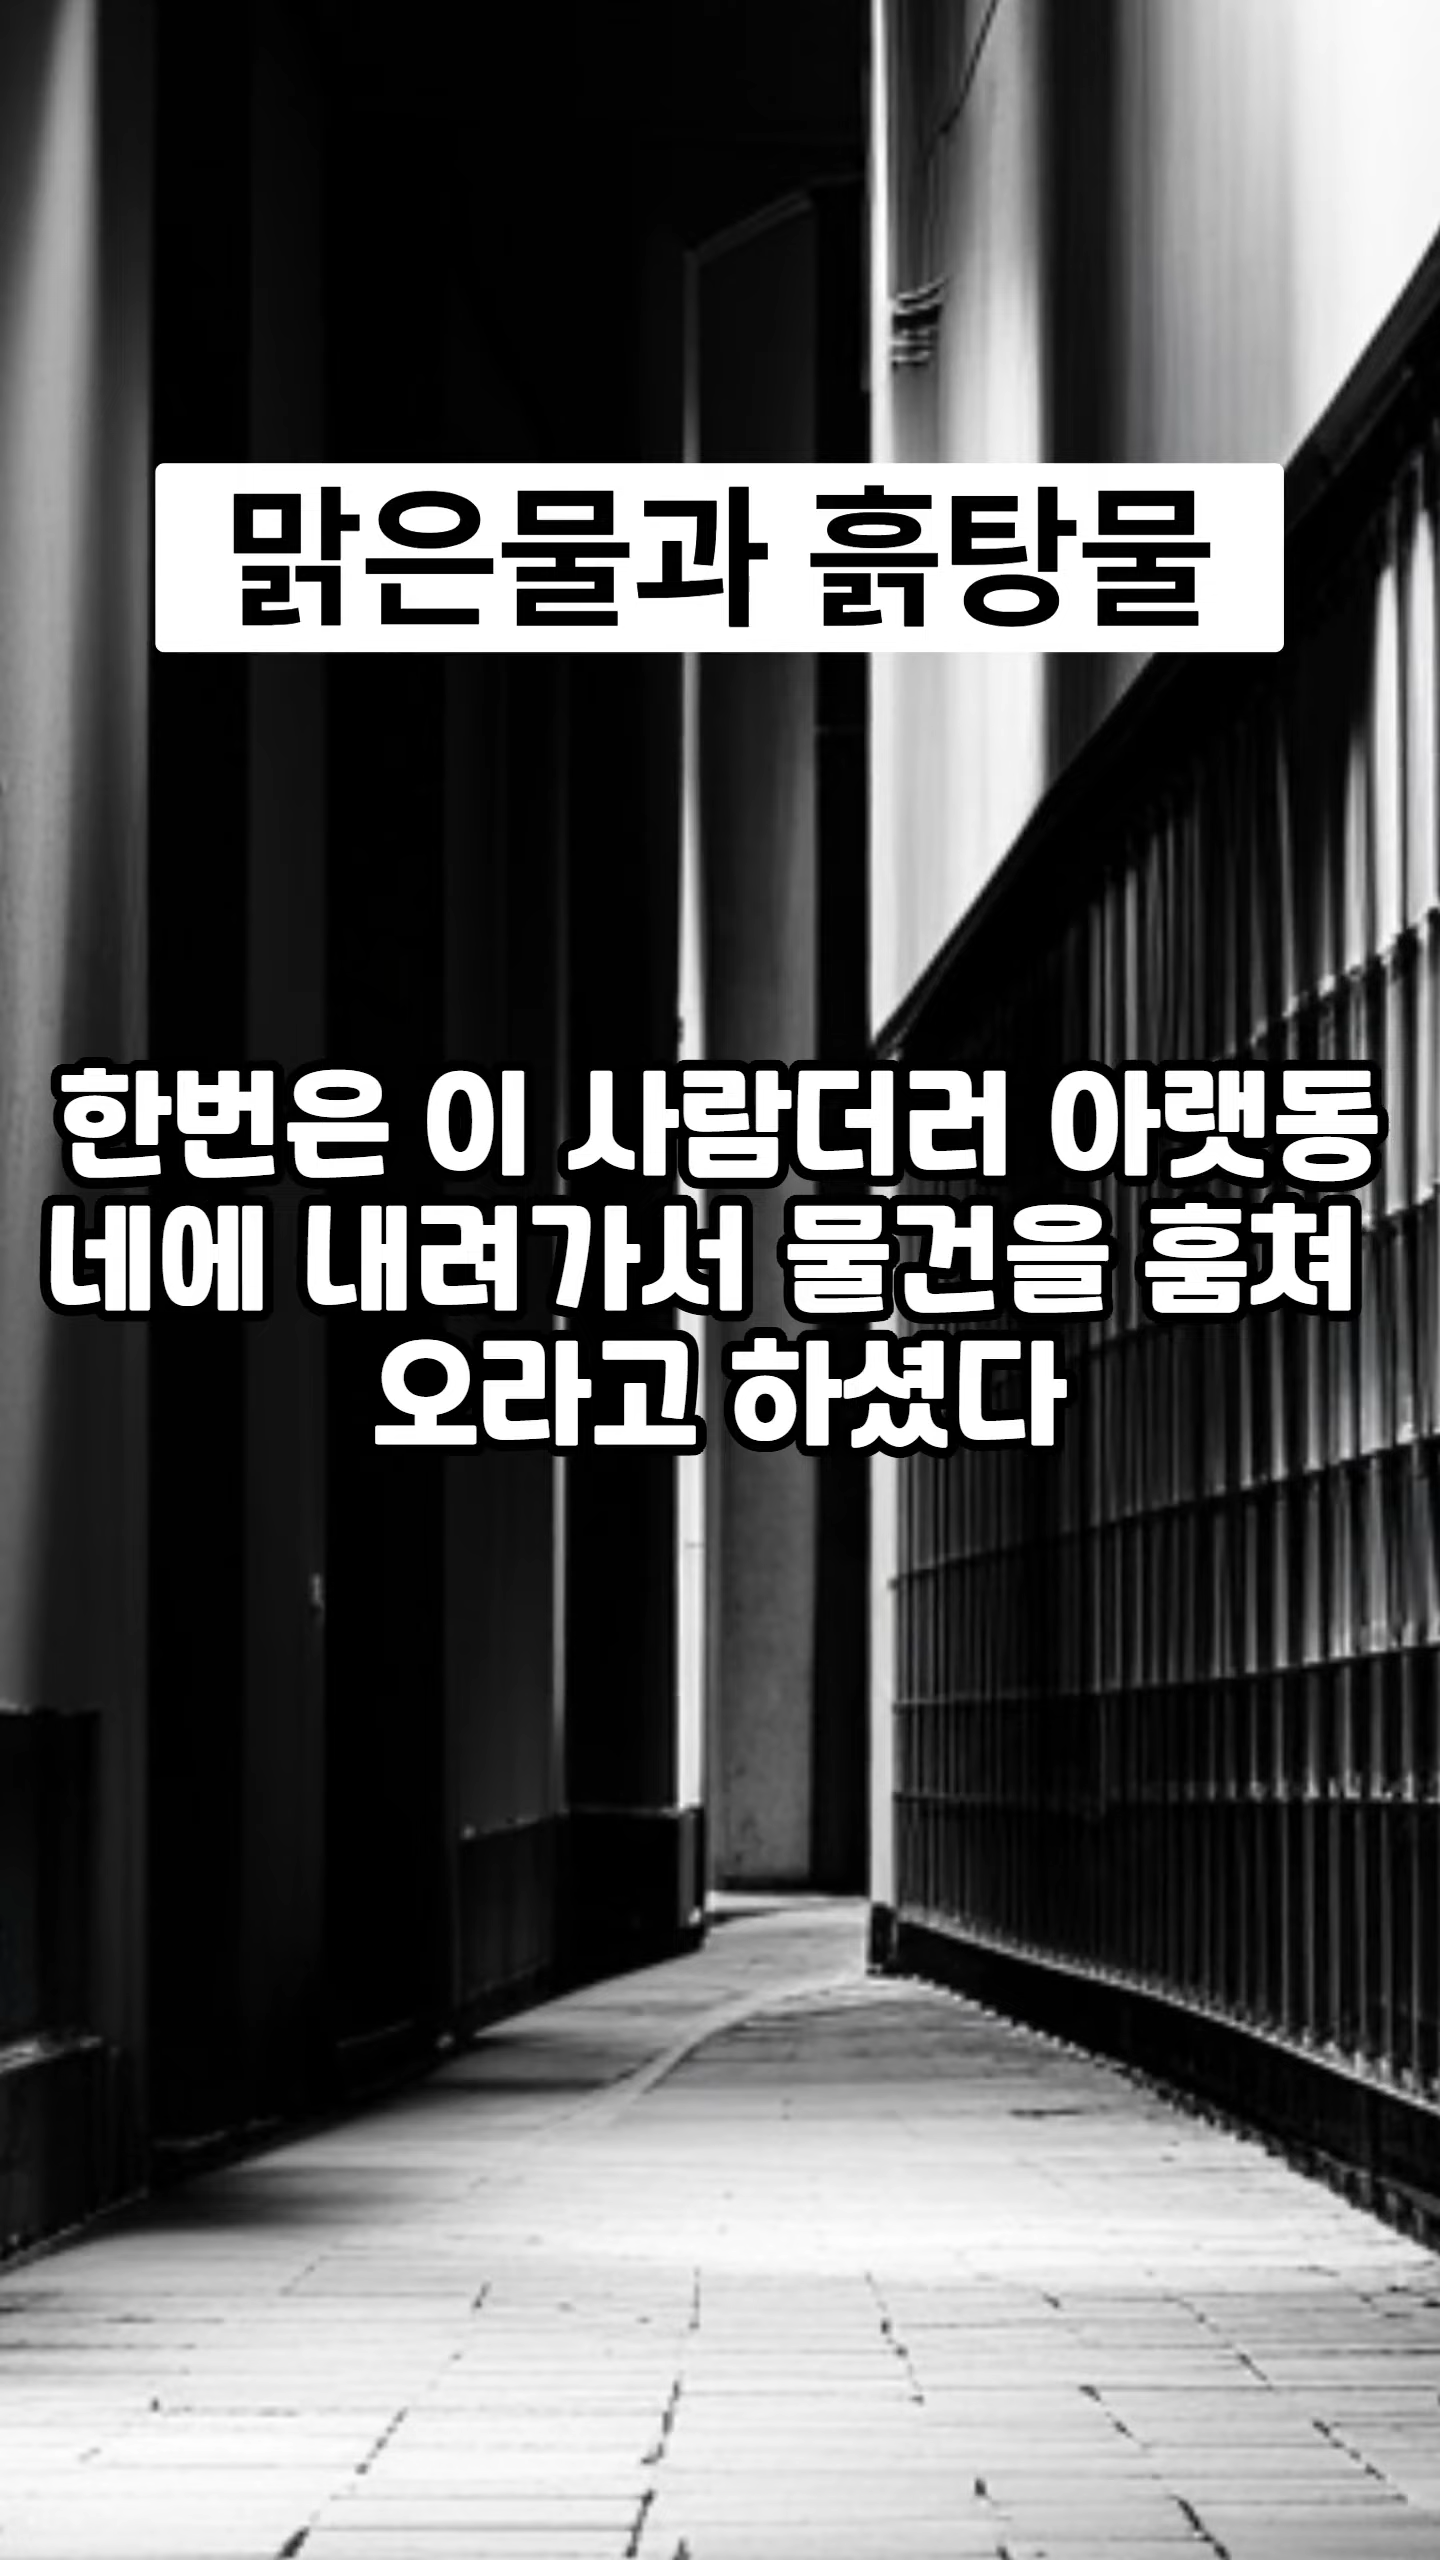 맑은물과 흙탕물
한번은 이 사람더러 아랫동
네에 내려가서 물건을 훔쳐
오라고 하셨다